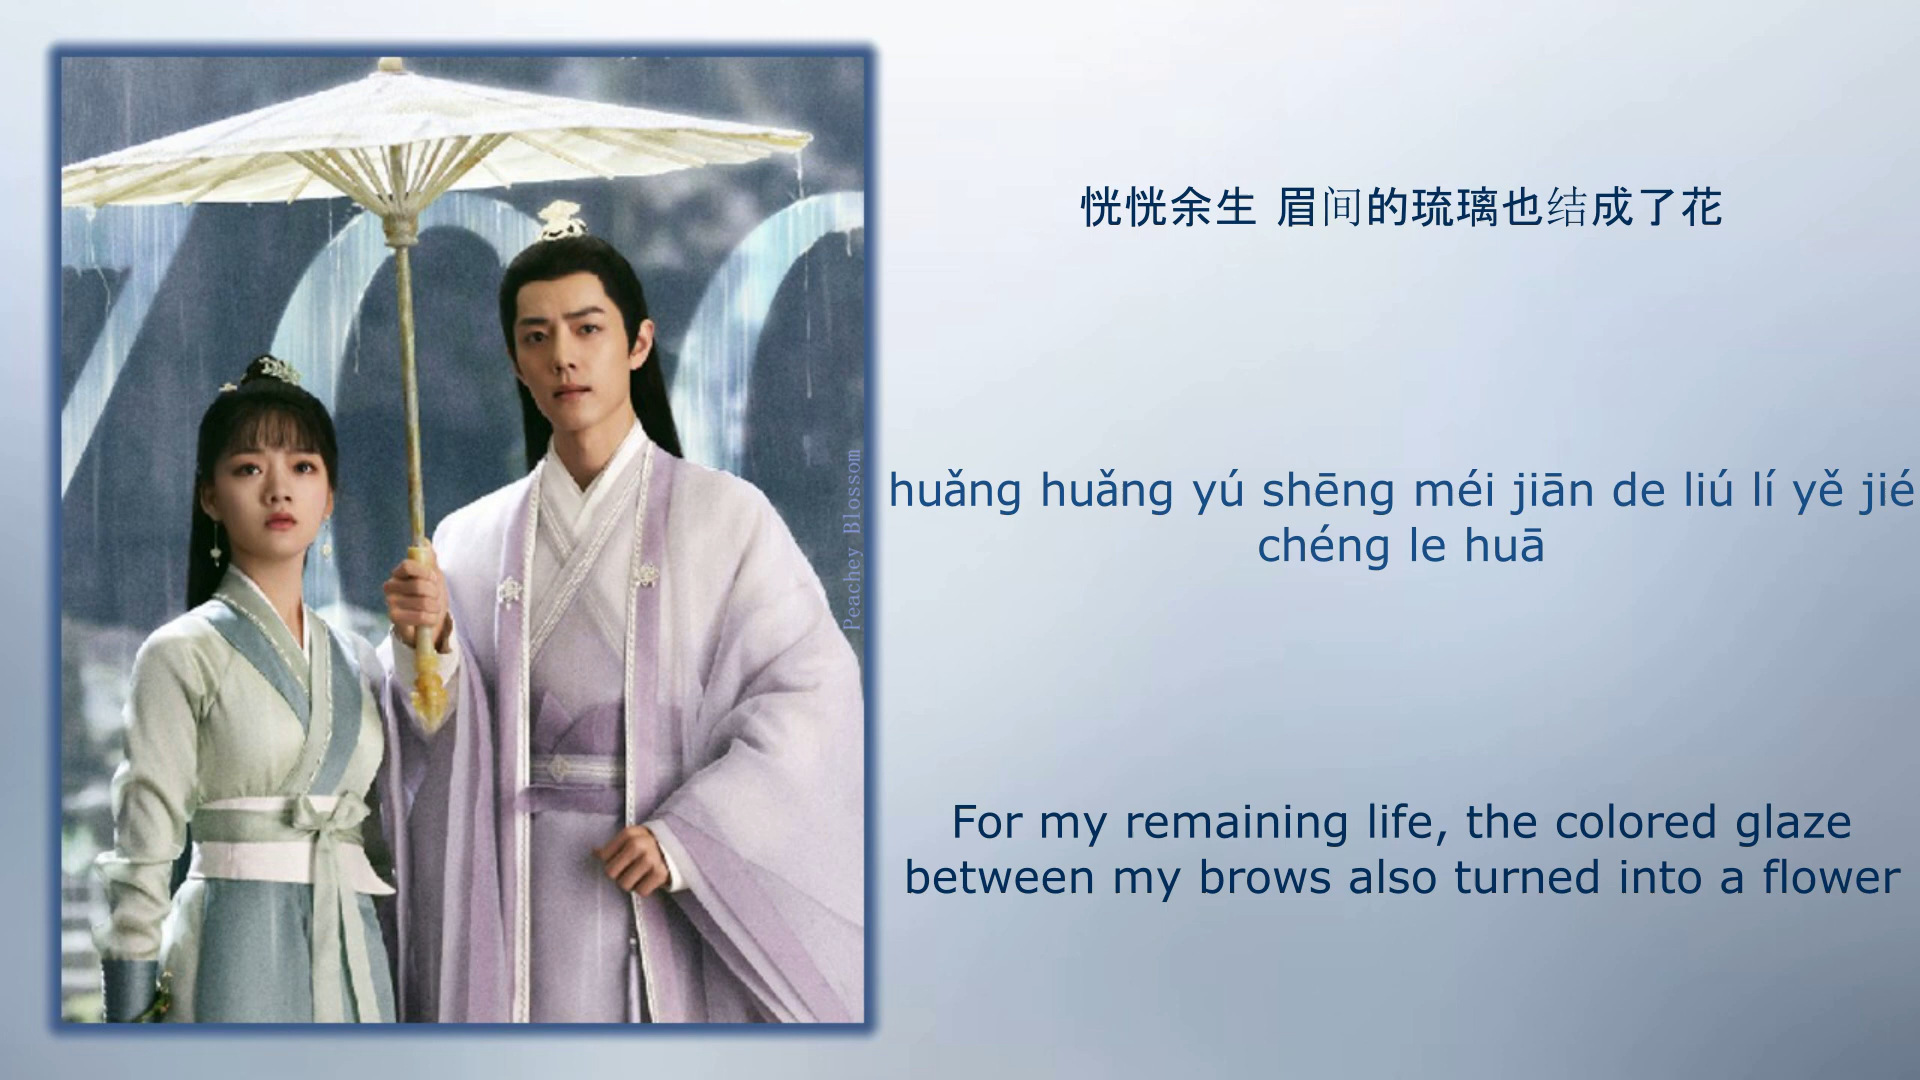 恍恍余生 眉间的琉璃也结成了花
huǎng huǎng yú shēng méi jiān de liú lí yě jié
chéng le huā
For my remaining life, the colored glaze
between my brows also turned into a flower
Peachey Blossom